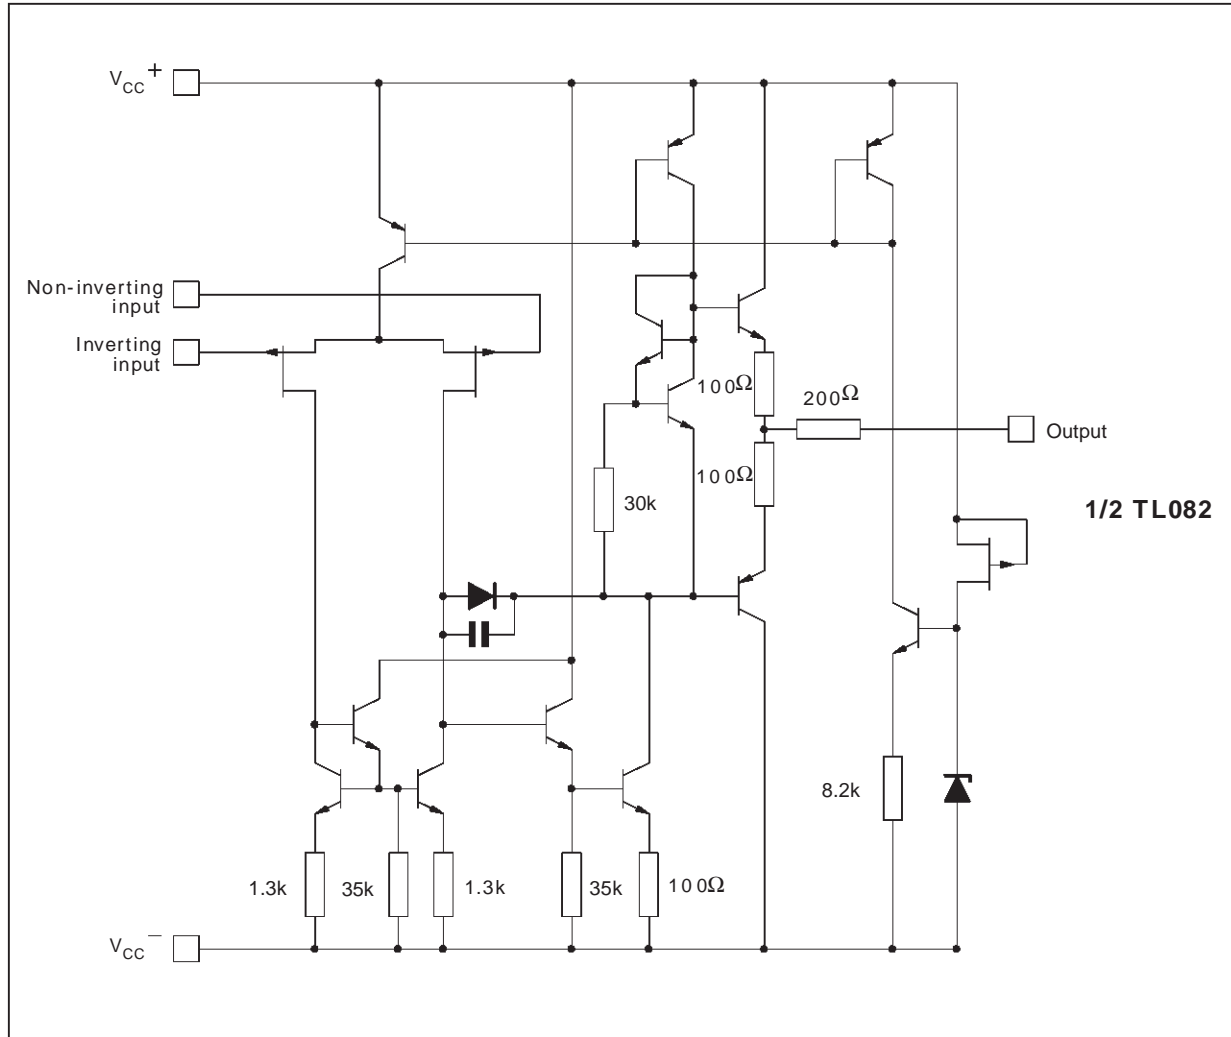 VCC+
Non-inverting
input
Inverting
input
100Ω
200Ω
Output
100Ω
30k
1/2 TL082
8.2k
1.3k
35k
1.3k
35k
100Ω
VCC−